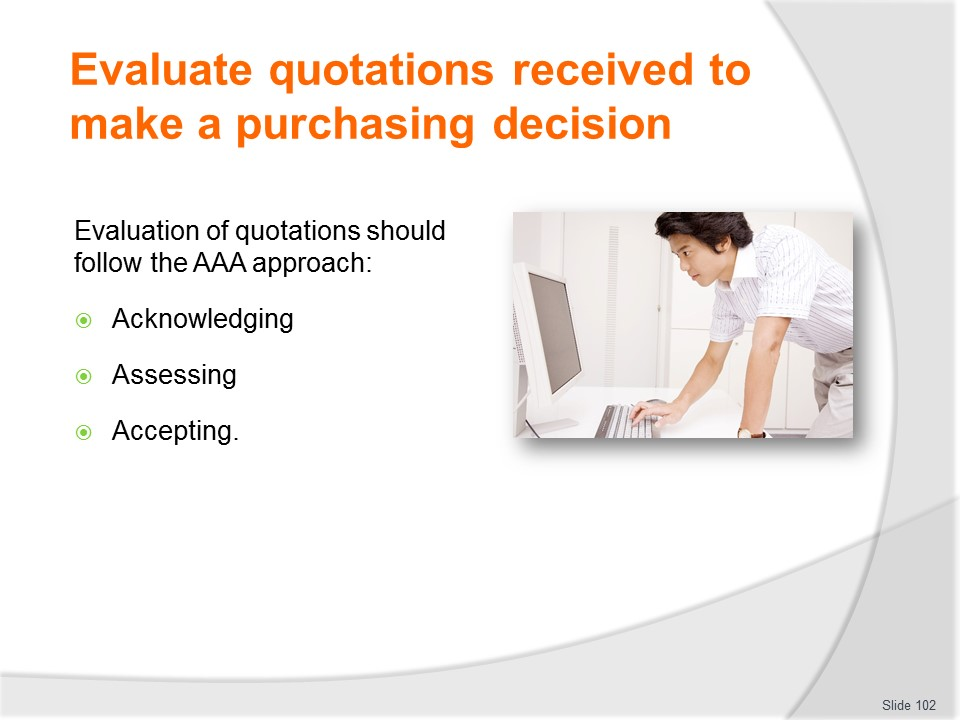 Evaluate quotations received to
make a purchasing decision
Evaluation of quotations should
follow the AAA approach:
Acknowledging
Assessing
Accepting.
Slide 102